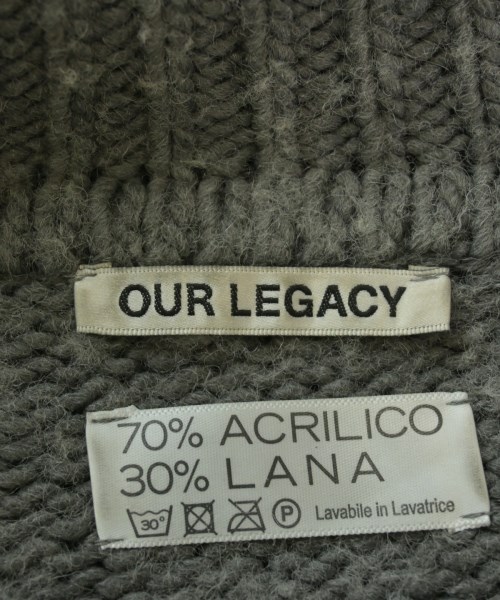 OUR LEGACY
70% ACRILICO
30% LANA
30° P Lavabile in Lavatrice